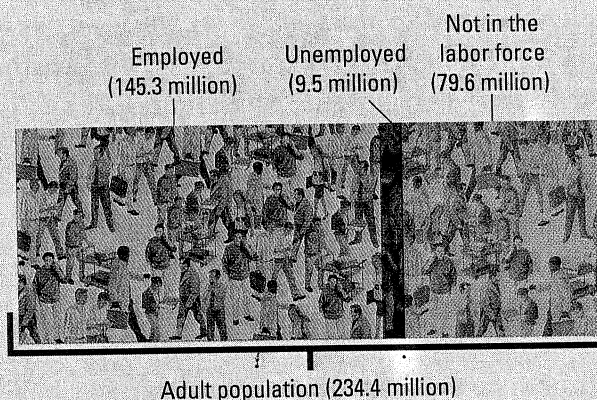 Employed
(145.3 million)
Unemployed
(9.5 million)
Not in the
labor force
(79.6 million)
Adult population (234.4 million)